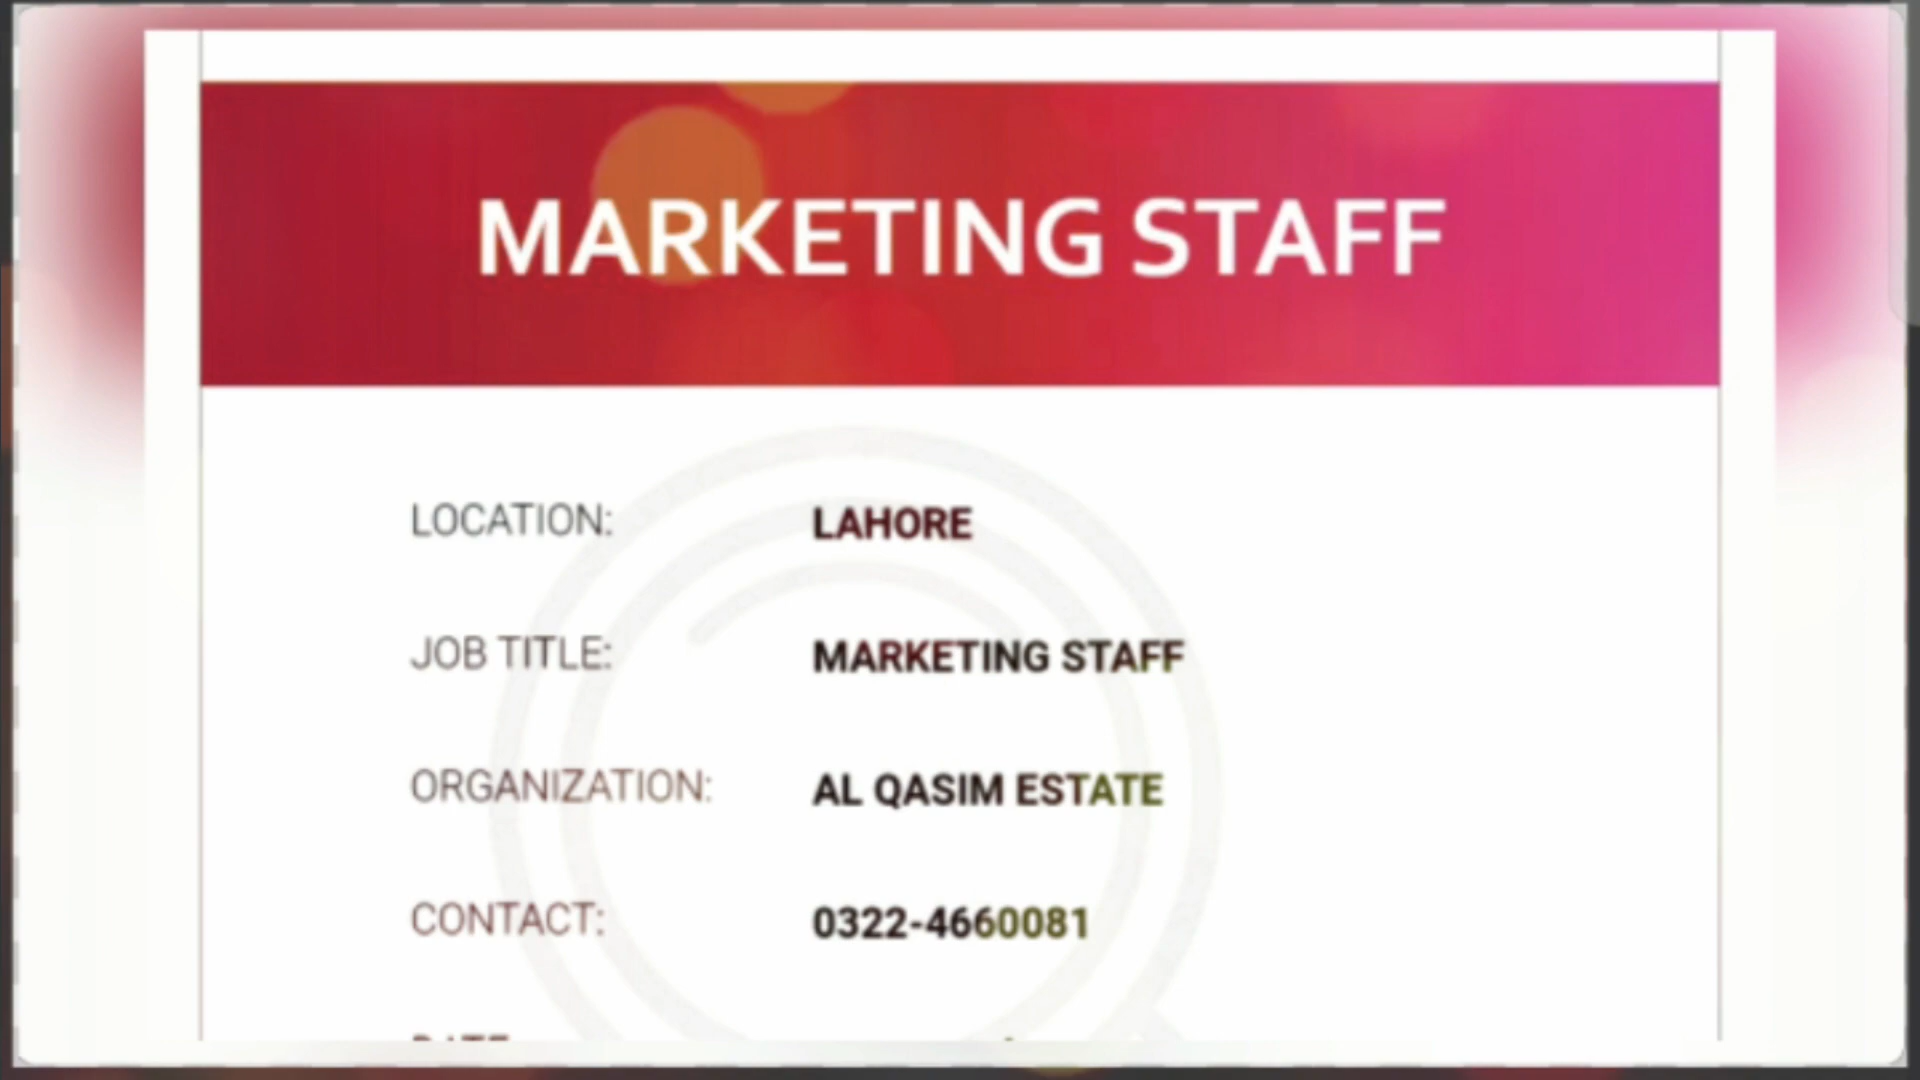 MARKETING STAFF
LOCATION: LAHORE
JOB TITLE: MARKETING STAFF
ORGANIZATION: AL QASIM ESTATE
CONTACT: 0322-4660081